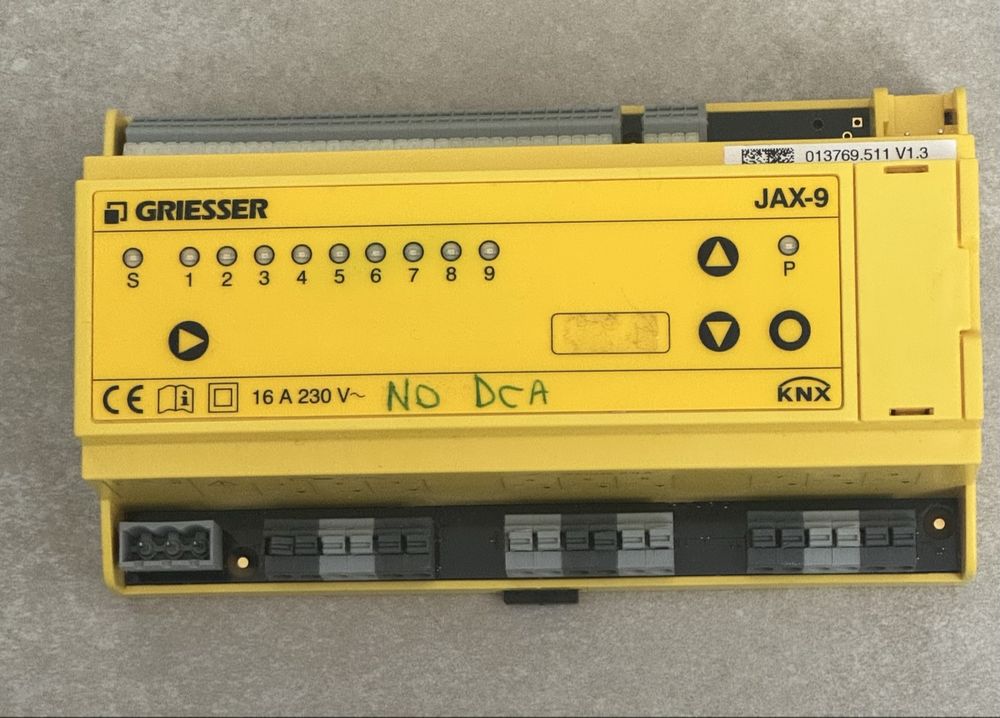 013769.511 V1.3
GRIESSER
JAX-9
S 1 2 3 4 5 6 7 8 9
P
CE i 16 A 230 V~ NO DCA KNX